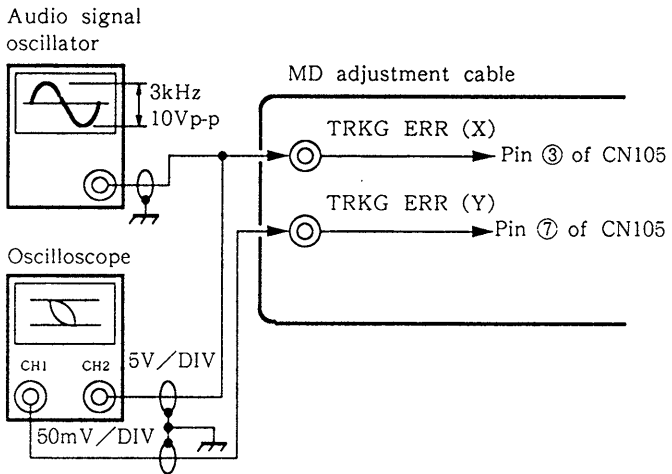 Audio signal
oscillator
3kHz
10Vp-p
MD adjustment cable
TRKG ERR (X)
Pin ③ of CN105
TRKG ERR (Y)
Pin ⑦ of CN105
Oscilloscope
CH1 CH2
5V/DIV
50mV/DIV